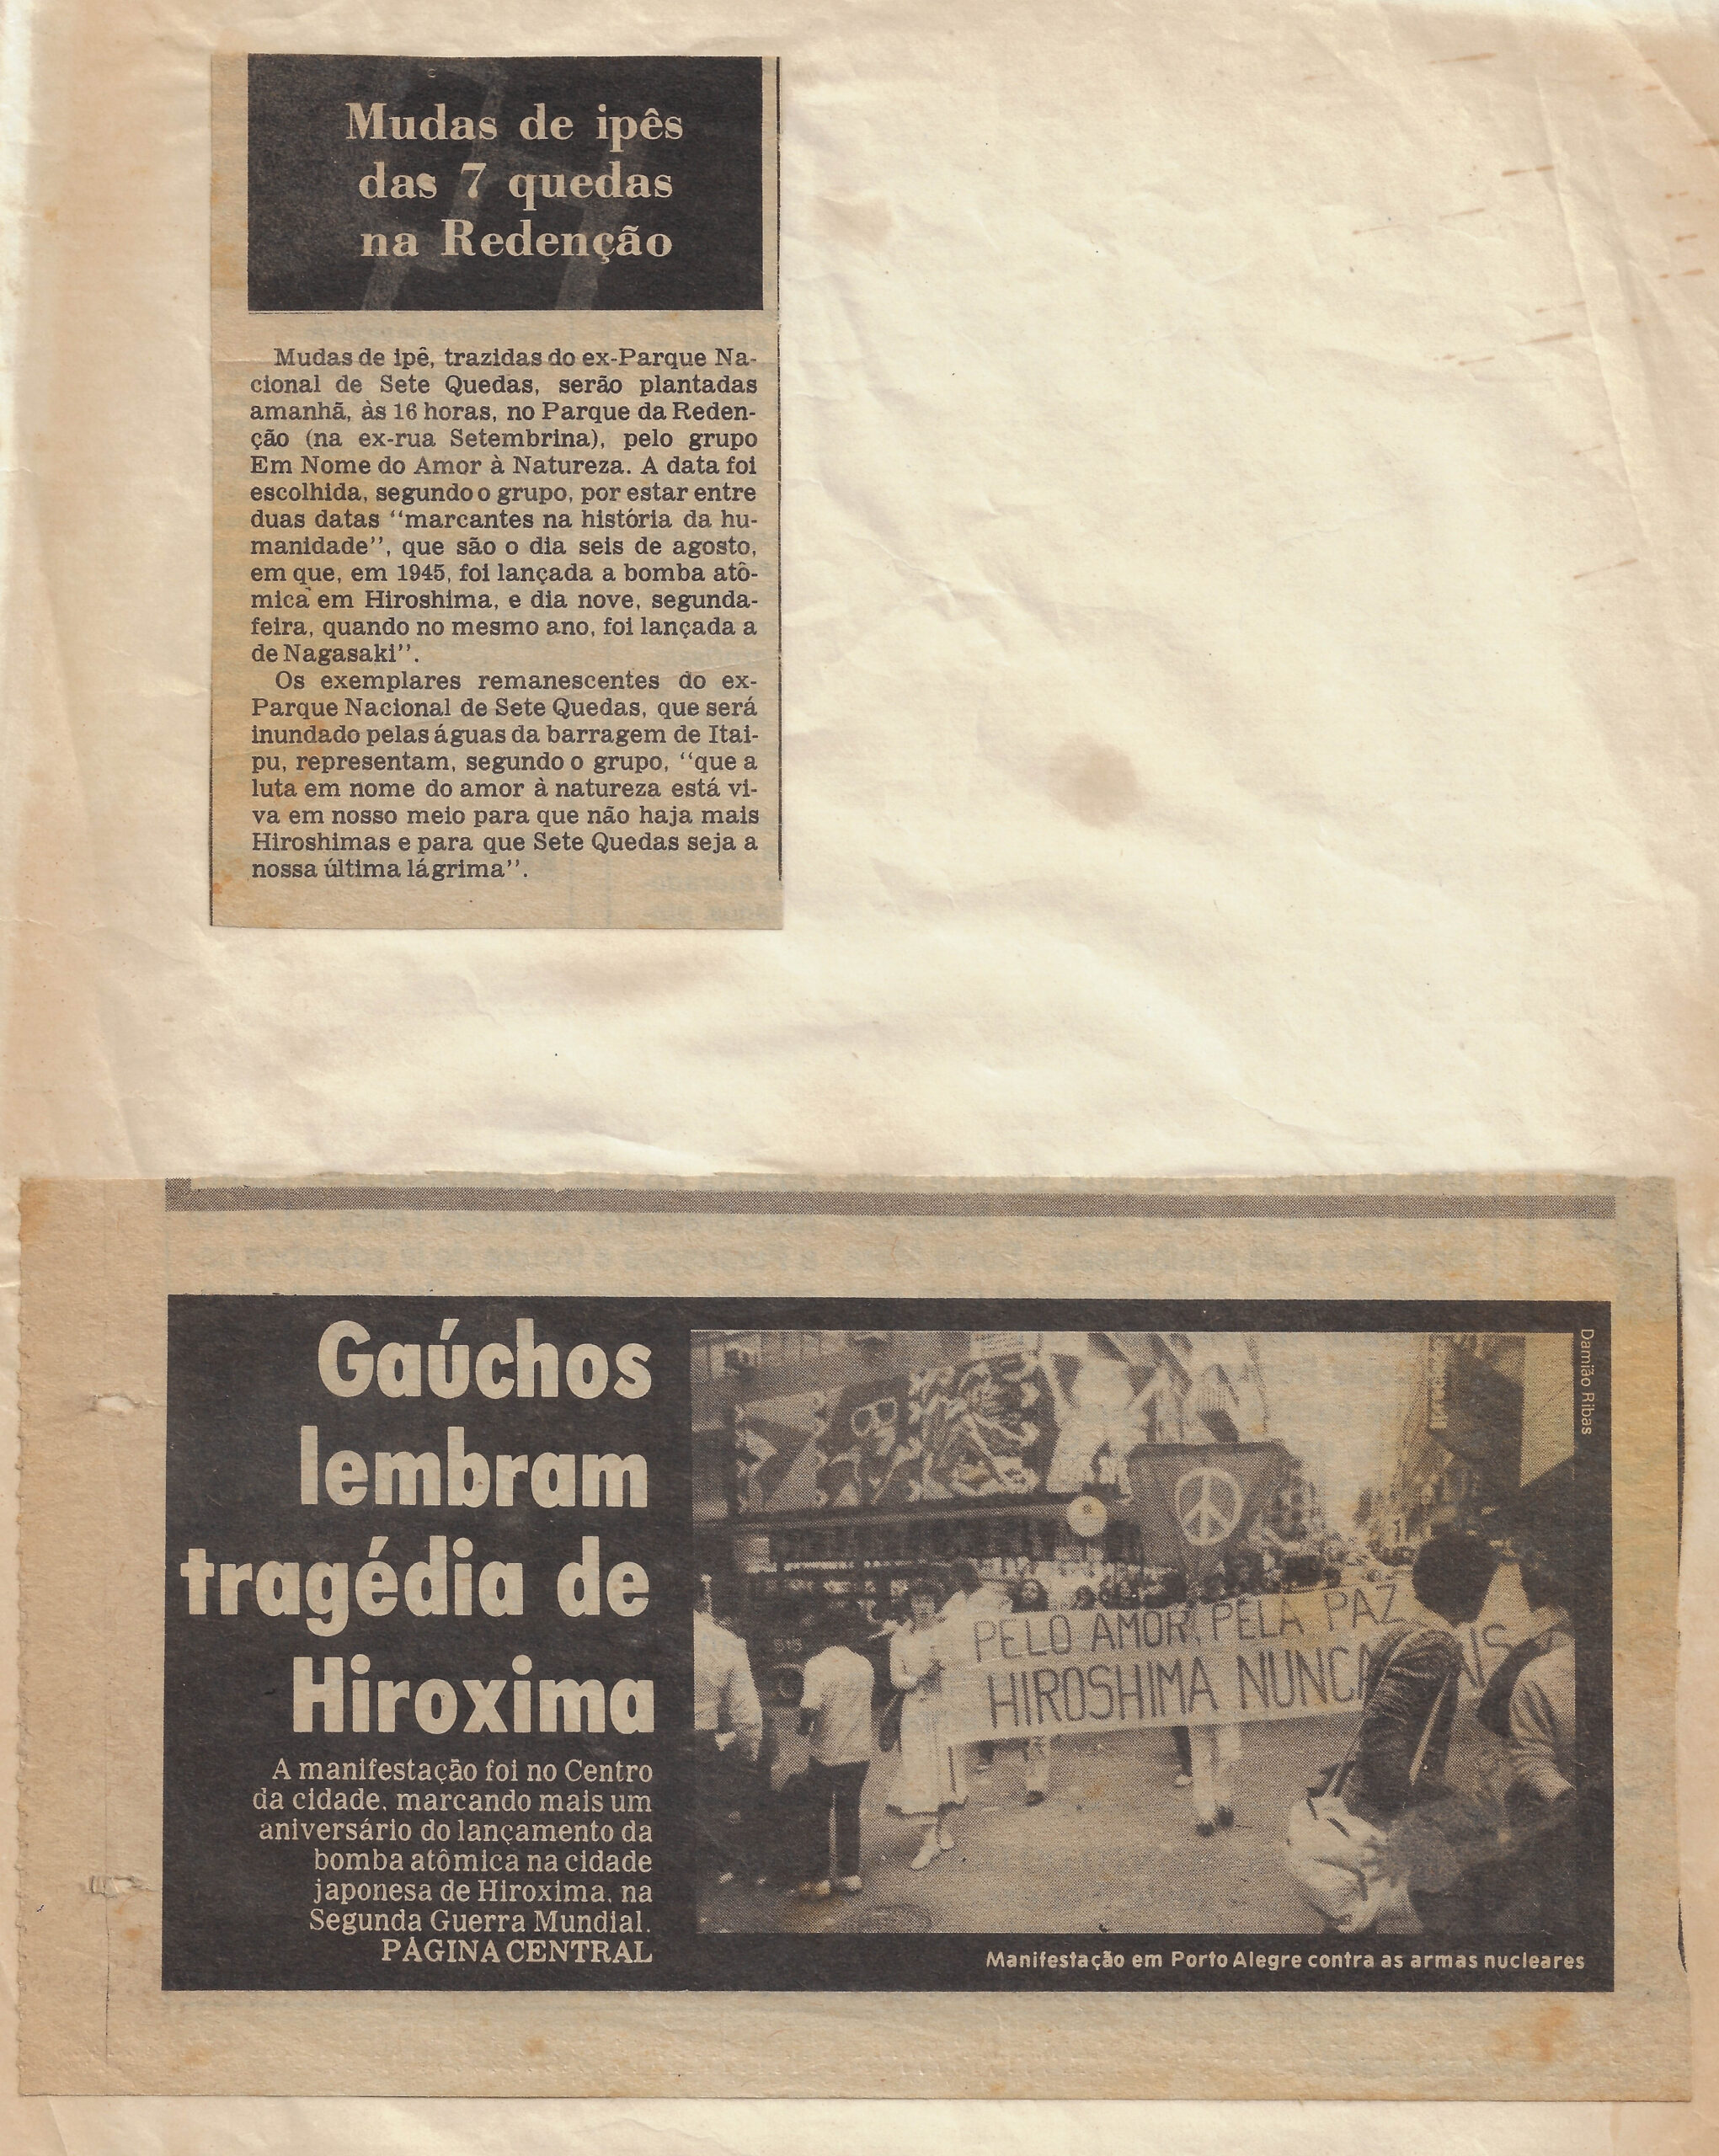 Mudas de ipês
das 7 quedas
na Redenção
Mudas de ipê, trazidas do ex-Parque Na-
cional de Sete Quedas, serão plantadas
amanhã, às 16 horas, no Parque da Reden-
ção (na ex-rua Setembrina), pelo grupo
Em Nome do Amor à Natureza. A data foi
escolhida, segundo o grupo, por estar entre
duas datas "marcantes na história da hu-
manidade", que são o dia seis de agosto,
em que, em 1945, foi lançada a bomba atô-
mica em Hiroshima, e dia nove, segunda-
feira, quando no mesmo ano, foi lançada a
de Nagasaki".
Os exemplares remanescentes do ex-
Parque Nacional de Sete Quedas, que será
inundado pelas águas da barragem de Itai-
pu, representam, segundo o grupo, "que a
luta em nome do amor à natureza está vi-
va em nosso meio para que não haja mais
Hiroshimas e para que Sete Quedas seja a
nossa última lágrima".
Gaúchos
lembram
tragédia de
Hiroxima
A manifestação foi no Centro
da cidade, marcando mais um
aniversário do lançamento da
bomba atômica na cidade
japonesa de Hiroxima, na
Segunda Guerra Mundial.
PÁGINA CENTRAL
Damião Ribas
515
PELO AMOR, PELA PAZ
HIROSHIMA NUNCA
Manifestação em Porto Alegre contra as armas nucleares